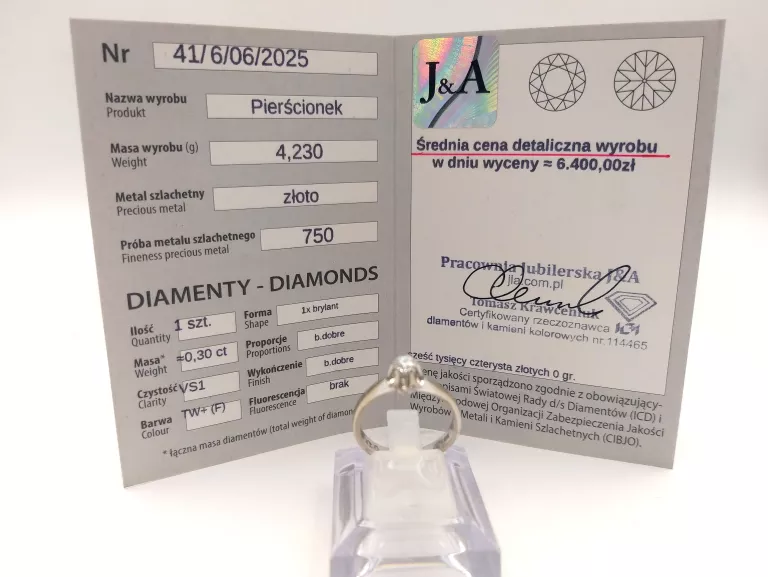 Nr 41/6/06/2025
Nazwa wyrobu
Produkt
Pierścionek
Masa wyrobu (g)
Weight
4,230
Metal szlachetny
Precious metal
złoto
Próba metalu szlachetnego
Fineness precious metal
750
DIAMENTY - DIAMONDS
Ilość
Quantity
1 szt.
Forma
Shape
1x brylant
Masa*
Weight
≈0,30 ct
Proporcje
Proportions
b.dobre
Czystość
Clarity
VS1
Wykończenie
Finish
b.dobre
Barwa
Colour
TW+ (F)
Fluorescencja
Fluorescence
brak
* łączna masa diamentów (total weight of
J&A
Średnia cena detaliczna wyrobu
w dniu wyceny ≈ 6.400,00zł
Pracownia Jubilerska J&A
jla.com.pl
Tomasz Krawceniuk
Certyfikowany rzeczoznawca
diamentów i kamieni kolorowych nr.114465
sześć tysięcy czterysta złotych 0 gr.
jakości sporządzono zgodnie z obowiązują-
Światowej Rady d/s Diamentów (ICD) i
Organizacji Zabezpieczenia Jakości
Wyrobów Metali i Kamieni Szlachetnych (CIBJO).